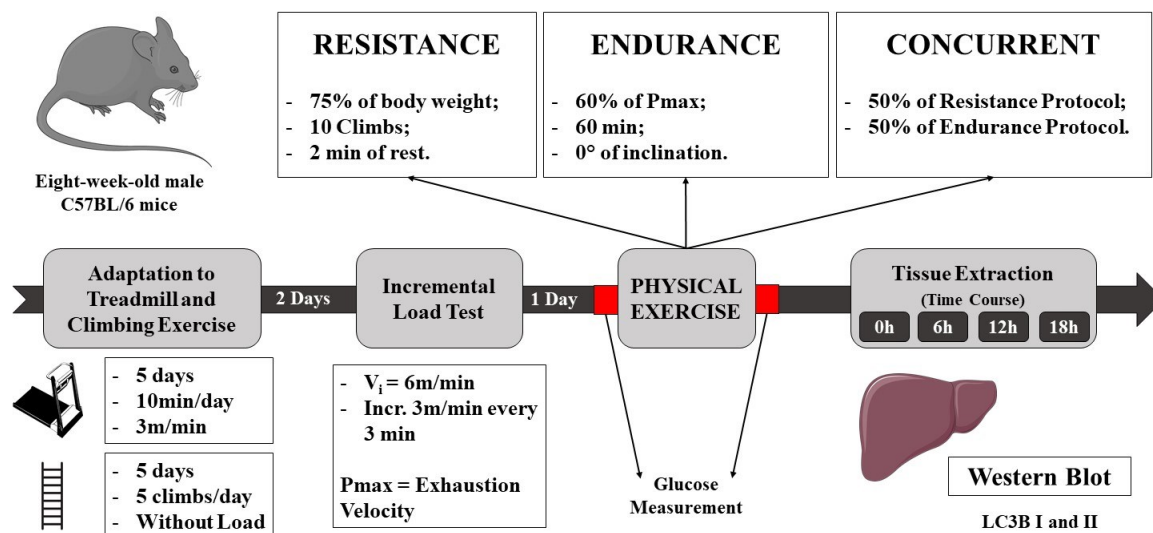 RESISTANCE
- 75% of body weight;
- 10 Climbs;
- 2 min of rest.
ENDURANCE
- 60% of Pmax;
- 60 min;
- 0° of inclination.
CONCURRENT
- 50% of Resistance Protocol;
- 50% of Endurance Protocol.
Eight-week-old male
C57BL/6 mice
Adaptation to
Treadmill and
Climbing Exercise
2 Days
Incremental
Load Test
1 Day
PHYSICAL
EXERCISE
Tissue Extraction
(Time Course)
0h 6h 12h 18h
- 5 days
- 10min/day
- 3m/min
- 5 days
- 5 climbs/day
- Without Load
- Vi = 6m/min
- Incr. 3m/min every
3 min
Pmax = Exhaustion
Velocity
Glucose
Measurement
Western Blot
LC3B I and II